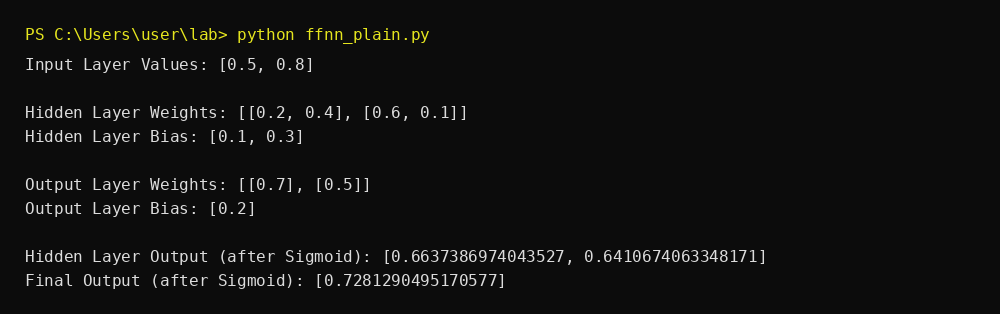 PS C:\Users\user\lab> python ffnn_plain.py
Input Layer Values: [0.5, 0.8]
Hidden Layer Weights: [[0.2, 0.4], [0.6, 0.1]]
Hidden Layer Bias: [0.1, 0.3]
Output Layer Weights: [[0.7], [0.5]]
Output Layer Bias: [0.2]
Hidden Layer Output (after Sigmoid): [0.6637386974043527, 0.6410674063348171]
Final Output (after Sigmoid): [0.7281290495170577]